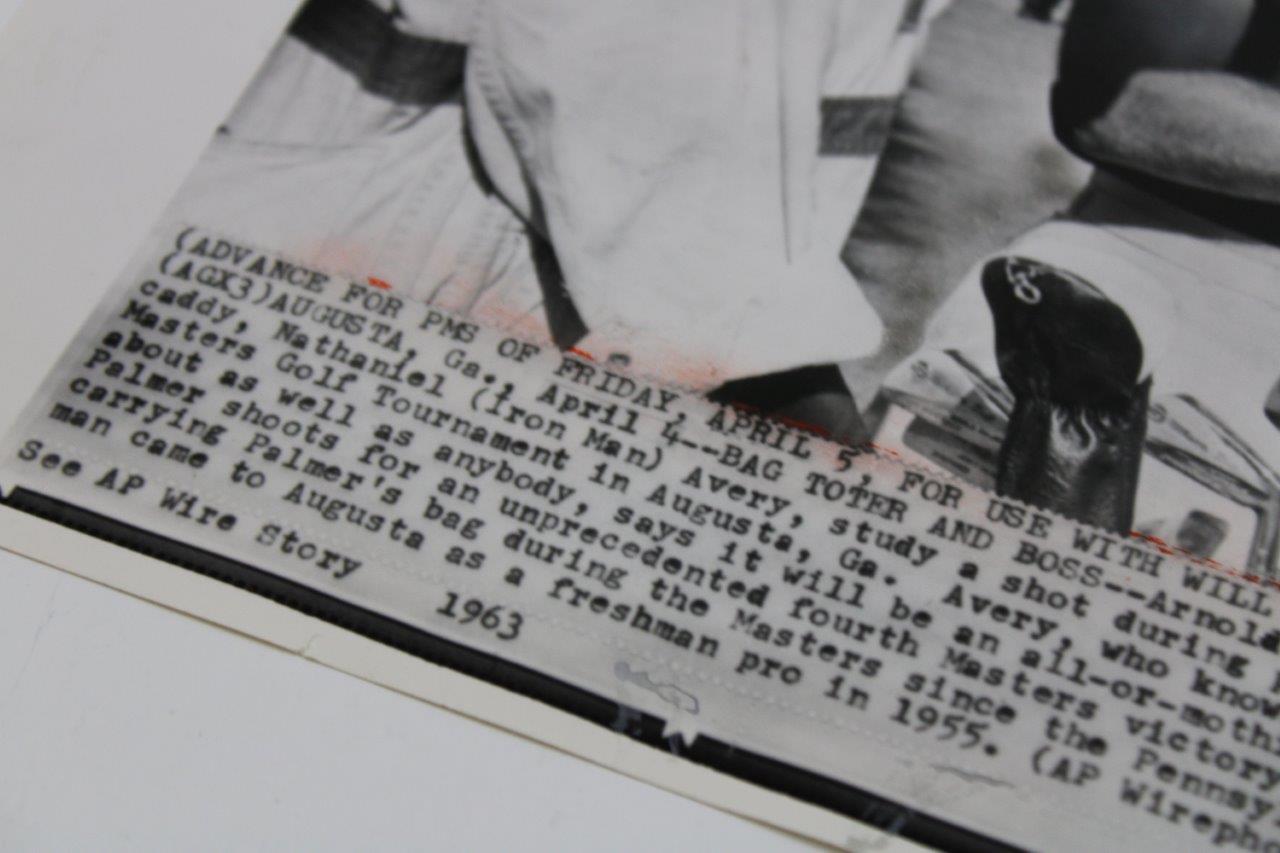 (ADVANCE FOR PMS OF FRIDAY, APRIL 5, FOR USE WITH WILL
(AGX3)AUGUSTA, Ga., April 4--BAG TOTER AND BOSS--Arnold
caddy, Nathaniel (Iron Man) Avery, study a shot during
Masters Golf Tournament in Augusta, Ga. Avery, who know
about as well as anybody, says it will be an all-or-nothi
Palmer shoots for an unprecedented fourth Masters victory
carrying Palmer's bag during the Masters since the Pennsyl
man came to Augusta as a freshman pro in 1955. (AP Wirepho
See AP Wire Story
1963